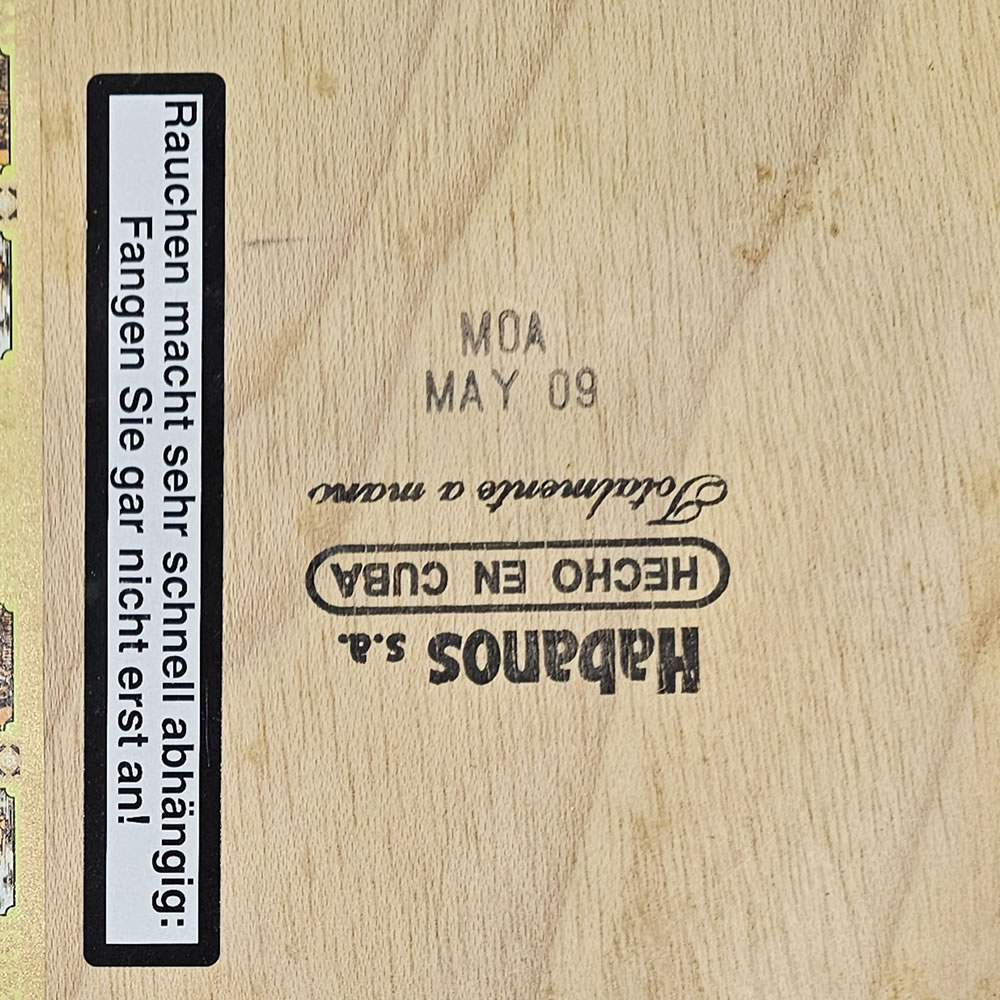 Rauchen macht sehr schnell abhängig:
Fangen Sie gar nicht erst an!
MOA
MAY 09
Habanos s.a.
HECHO EN CUBA
Totalmente a mano